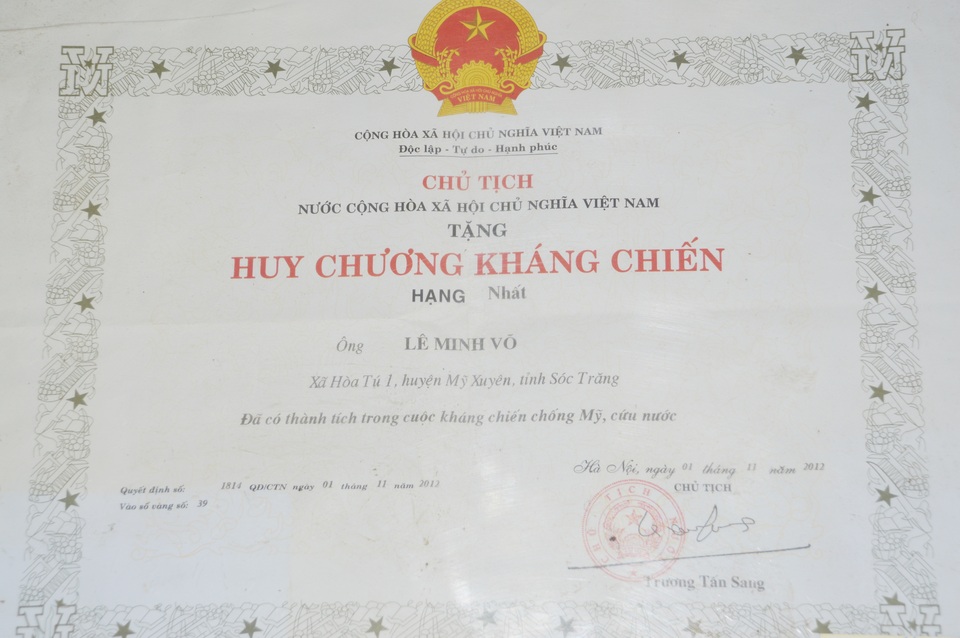 VIỆT NAM
CỘNG HÒA XÃ HỘI CHỦ NGHĨA VIỆT NAM
Độc lập - Tự do - Hạnh phúc
CHỦ TỊCH
NƯỚC CỘNG HÒA XÃ HỘI CHỦ NGHĨA VIỆT NAM
TẶNG
HUY CHƯƠNG KHÁNG CHIẾN
HẠNG Nhất
Ông LÊ MINH VÕ
Xã Hòa Tú 1, huyện Mỹ Xuyên, tỉnh Sóc Trăng
Đã có thành tích trong cuộc kháng chiến chống Mỹ, cứu nước
Hà Nội, ngày 01 tháng 11 năm 2012
CHỦ TỊCH
Quyết định số: 1814 QĐ/CTN ngày 01 tháng 11 năm 2012
Vào sổ vàng số: 39
CHỦ TỊCH
Trương Tấn Sang